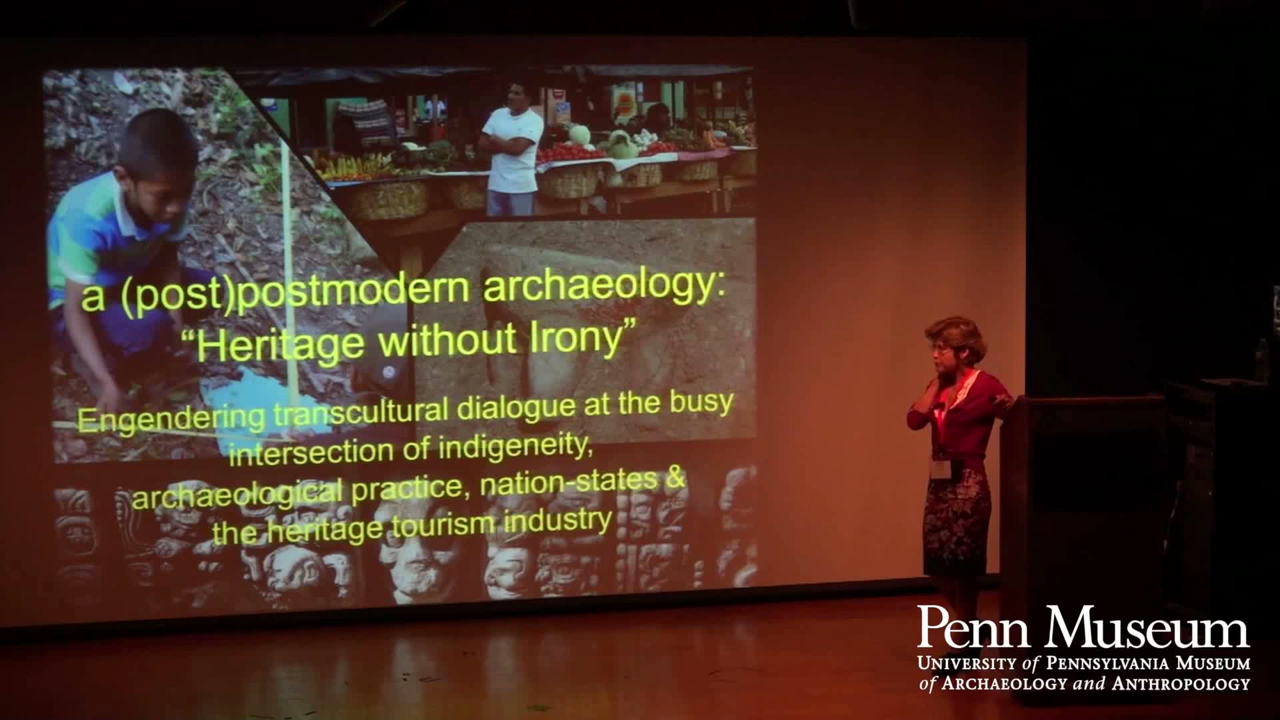 a (post)postmodern archaeology:
“Heritage without Irony”
Engendering transcultural dialogue at the busy
intersection of indigeneity,
archaeological practice, nation-states &
the heritage tourism industry
Penn Museum
UNIVERSITY of PENNSYLVANIA MUSEUM
of ARCHAEOLOGY and ANTHROPOLOGY